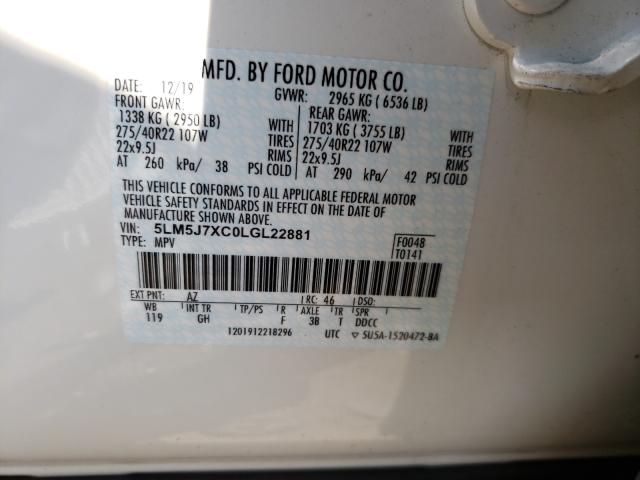 MFD. BY FORD MOTOR CO.
DATE: 12/19 GVWR: 2965 KG ( 6536 LB)
FRONT GAWR: REAR GAWR:
1338 KG ( 2950 LB) WITH 1703 KG ( 3755 LB) WITH
275/40R22 107W TIRES 275/40R22 107W TIRES
22x9.5J RIMS 22x9.5J RIMS
AT 260 kPa/ 38 PSI COLD AT 290 kPa/ 42 PSI COLD
THIS VEHICLE CONFORMS TO ALL APPLICABLE FEDERAL MOTOR
VEHICLE SAFETY STANDARDS IN EFFECT ON THE DATE OF
MANUFACTURE SHOWN ABOVE.
VIN: 5LM5J7XC0LGL22881 F0048
TYPE: MPV T0141
EXT PNT: AZ RC: 46 DSO:
WB INT TR TP/PS R AXLE TR SPR
119 GH F 3B T DDCC
1201912218296 UTC ▽ 5U5A-1520472-BA